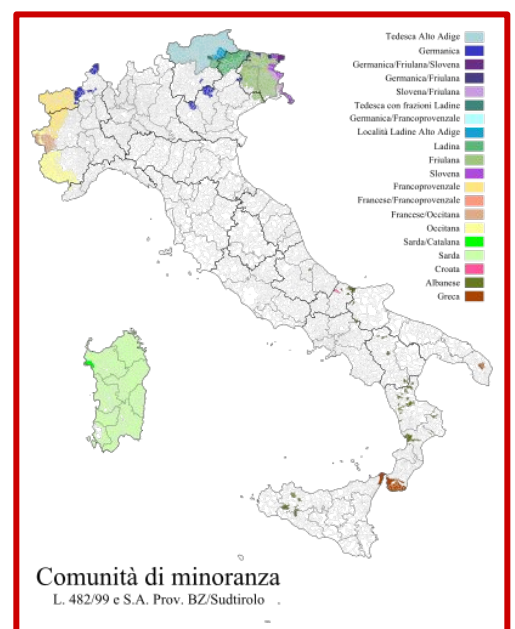 Tedesca Alto Adige
Germanica
Germanica/Friulana/Slovena
Germanica/Friulana
Slovena/Friulana
Tedesca con frazioni Ladine
Germanica/Francoprovenzale
Località Ladine Alto Adige
Ladina
Friulana
Slovena
Francoprovenzale
Francese/Francoprovenzale
Francese/Occitana
Occitana
Sarda/Catalana
Sarda
Croata
Albanese
Greca
Comunità di minoranza
L. 482/99 e S.A. Prov. BZ/Sudtirolo .